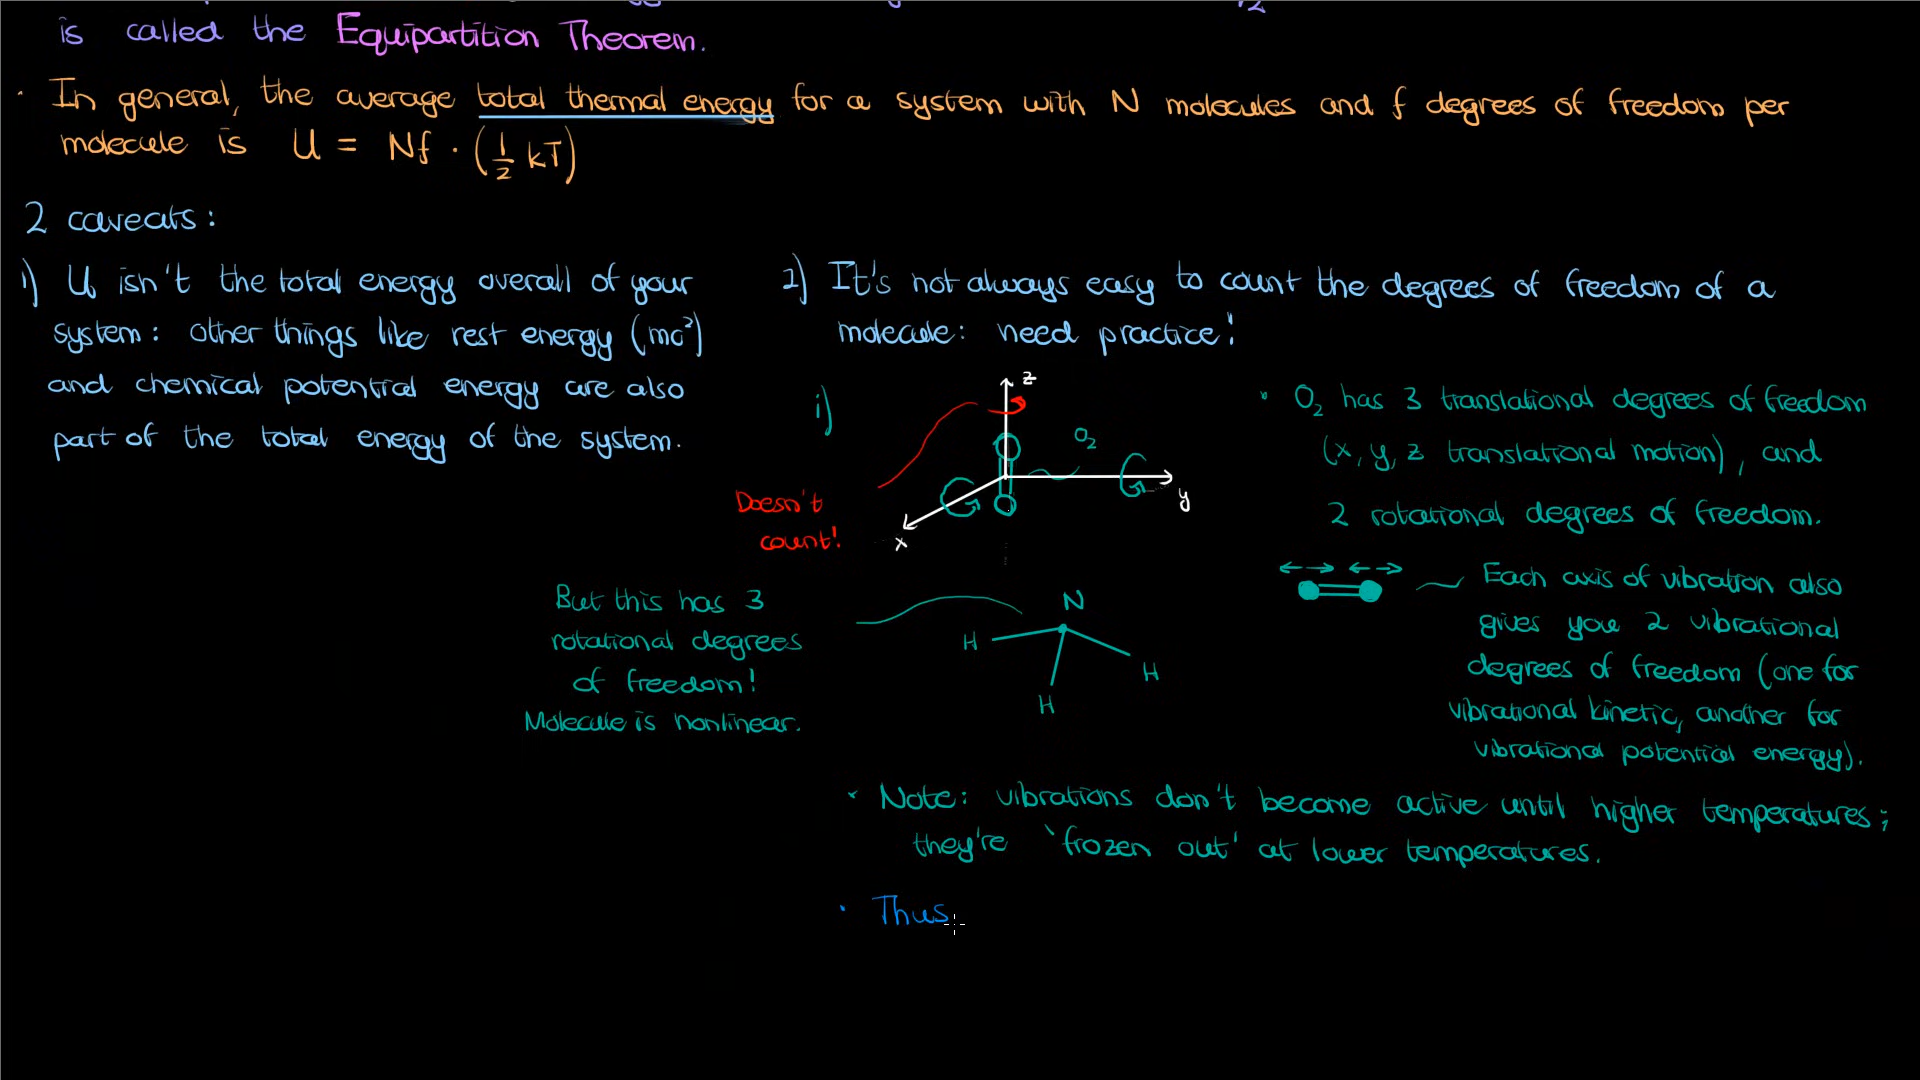 is called the Equipartition Theorem.
· In general, the average total thermal energy for a system with N molecules and f degrees of freedom per
molecule is U = Nf · (1/2 kT)
2 caveats:
1) U isn't the total energy overall of your
system: other things like rest energy (mc²)
and chemical potential energy are also
part of the total energy of the system.
2) It's not always easy to count the degrees of freedom of a
molecule: need practice!
i)
z
O₂
y
x
Doesn't
count!
· O₂ has 3 translational degrees of freedom
(x, y, z translational motion), and
2 rotational degrees of freedom.
Each axis of vibration also
gives you 2 vibrational
degrees of freedom (one for
vibrational kinetic, another for
vibrational potential energy).
But this has 3
rotational degrees
of freedom!
Molecule is nonlinear.
N
H
H
H
· Note: vibrations don't become active until higher temperatures;
they're 'frozen out' at lower temperatures.
· Thus